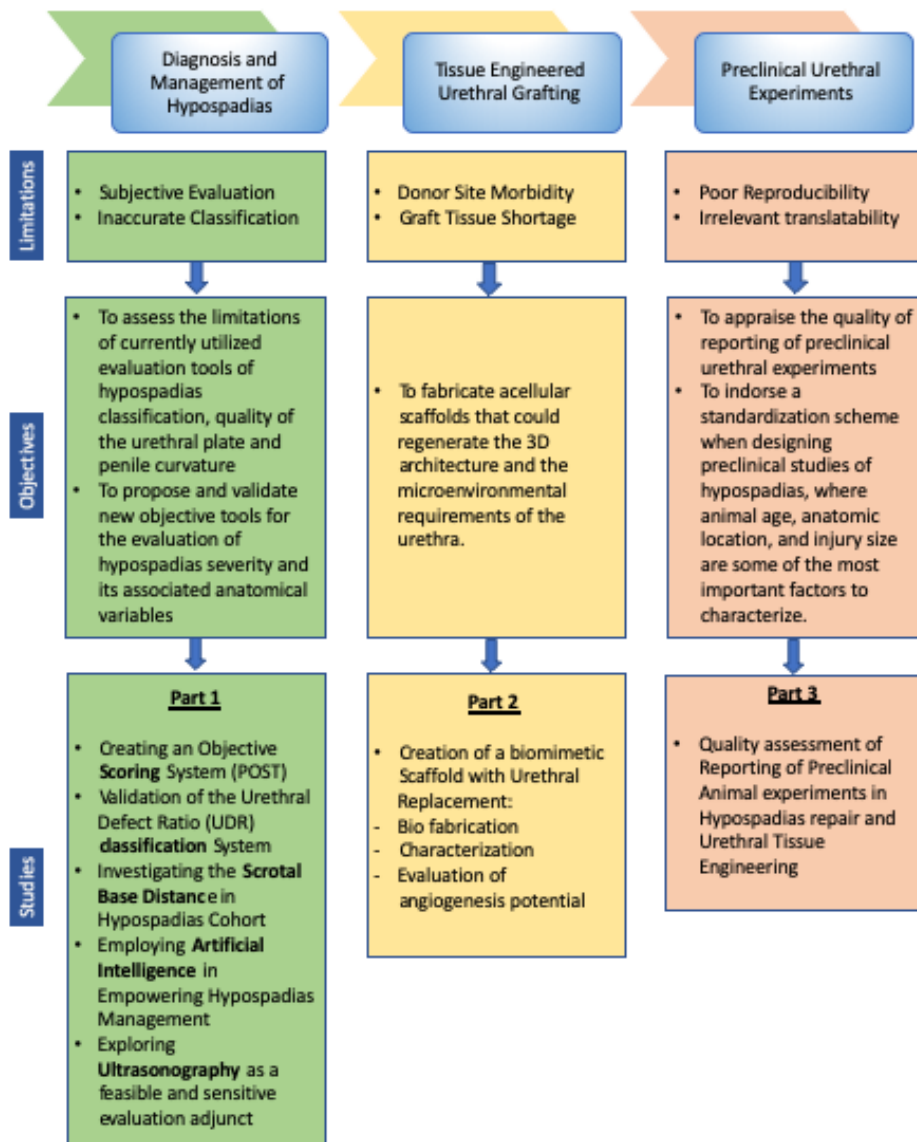 Diagnosis and
Management of
Hypospadias
Tissue Engineered
Urethral Grafting
Preclinical Urethral
Experiments
Limitations
• Subjective Evaluation
• Inaccurate Classification
• Donor Site Morbidity
• Graft Tissue Shortage
• Poor Reproducibility
• Irrelevant translatability
Objectives
• To assess the limitations
of currently utilized
evaluation tools of
hypospadias
classification, quality of
the urethral plate and
penile curvature
• To propose and validate
new objective tools for
the evaluation of
hypospadias severity and
its associated anatomical
variables
• To fabricate acellular
scaffolds that could
regenerate the 3D
architecture and the
microenvironmental
requirements of the
urethra.
• To appraise the quality of
reporting of preclinical
urethral experiments
• To indorse a
standardization scheme
when designing
preclinical studies of
hypospadias, where
animal age, anatomic
location, and injury size
are some of the most
important factors to
characterize.
Studies
Part 1
• Creating an Objective
Scoring System (POST)
• Validation of the Urethral
Defect Ratio (UDR)
classification System
• Investigating the Scrotal
Base Distance in
Hypospadias Cohort
• Employing Artificial
Intelligence in
Empowering Hypospadias
Management
• Exploring
Ultrasonography as a
feasible and sensitive
evaluation adjunct
Part 2
• Creation of a biomimetic
Scaffold with Urethral
Replacement:
- Bio fabrication
- Characterization
- Evaluation of
angiogenesis potential
Part 3
• Quality assessment of
Reporting of Preclinical
Animal experiments in
Hypospadias repair and
Urethral Tissue
Engineering